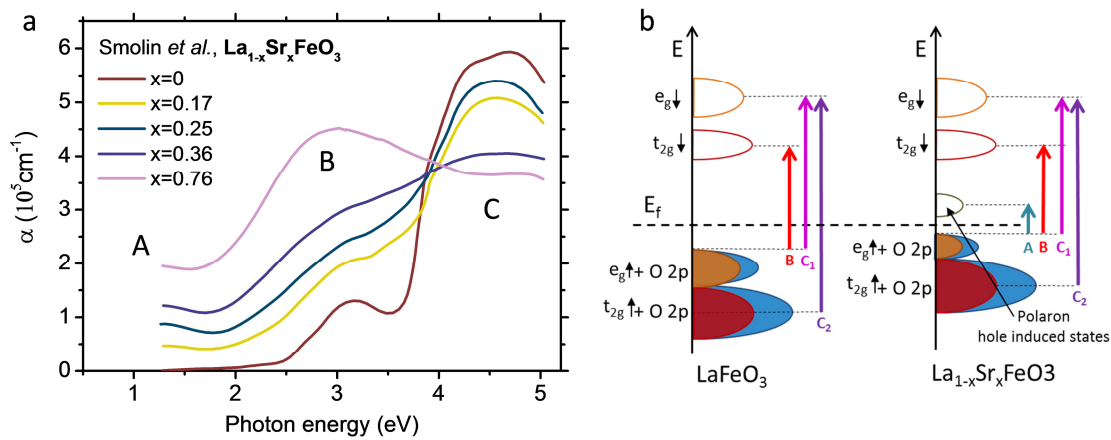 a
Smolin et al., La1-xSrxFeO3
x=0
x=0.17
x=0.25
x=0.36
x=0.76
A
B
C
α (10^5cm^-1)
6
5
4
3
2
1
0
1
2
3
4
5
Photon energy (eV)
b
E
eg↓
t2g↓
Ef
eg↑+ O 2p
t2g↑+ O 2p
B
C1
C2
LaFeO3
E
eg↓
t2g↓
eg↑+ O 2p
t2g↑+ O 2p
A
B
C1
C2
Polaron
hole induced states
La1-xSrxFeO3